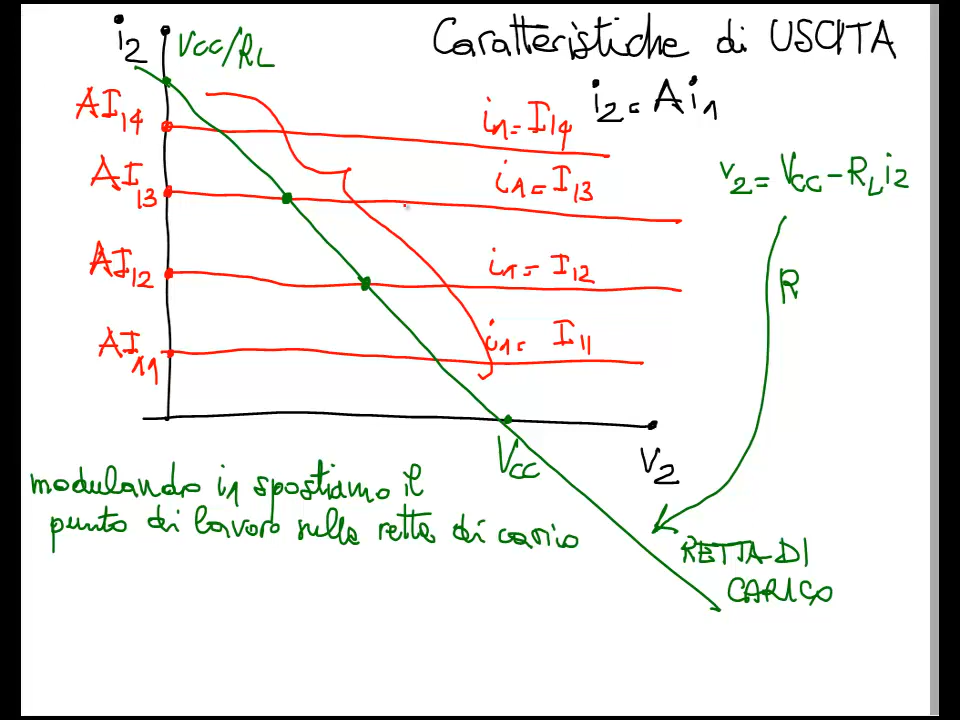 Caratteristiche di USCITA
i2 = A i1
i2
VCC/RL
AI14
i1 = I14
AI13
i1 = I13
v2 = VCC - RL i2
AI12
i1 = I12
R
AI11
i1 = I11
VCC
V2
modulando i1 spostiamo il
punto di lavoro sulla retta di carico
RETTA DI
CARICO